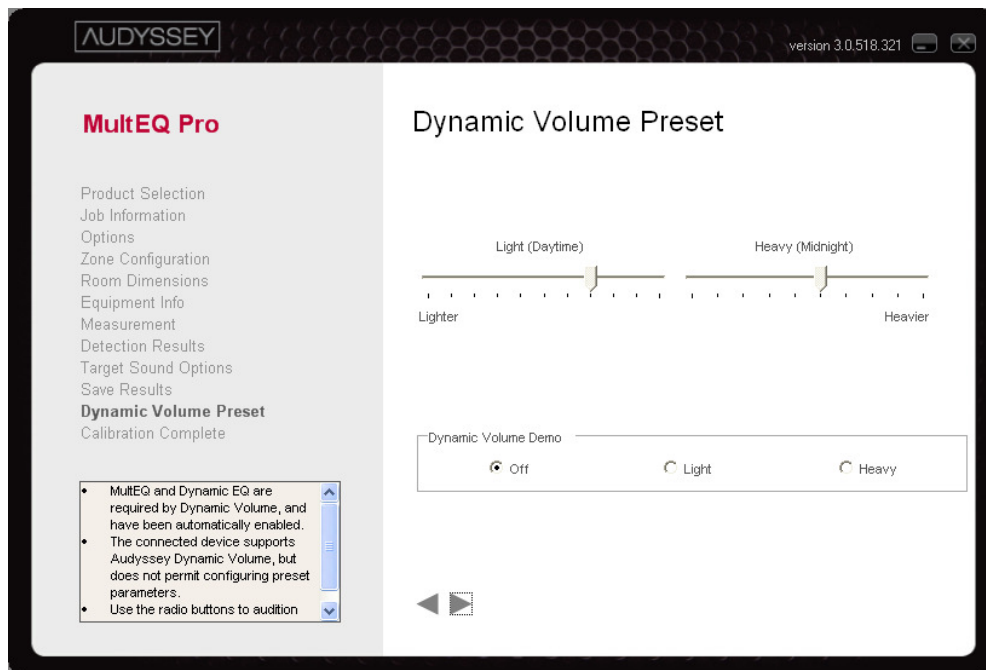 AUDYSSEY
version 3.0.518.321
MultEQ Pro
Product Selection
Job Information
Options
Zone Configuration
Room Dimensions
Equipment Info
Measurement
Detection Results
Target Sound Options
Save Results
Dynamic Volume Preset
Calibration Complete
• MultEQ and Dynamic EQ are
required by Dynamic Volume, and
have been automatically enabled.
• The connected device supports
Audyssey Dynamic Volume, but
does not permit configuring preset
parameters.
• Use the radio buttons to audition
Dynamic Volume Preset
Light (Daytime)
Heavy (Midnight)
Lighter
Heavier
Dynamic Volume Demo
Off
Light
Heavy